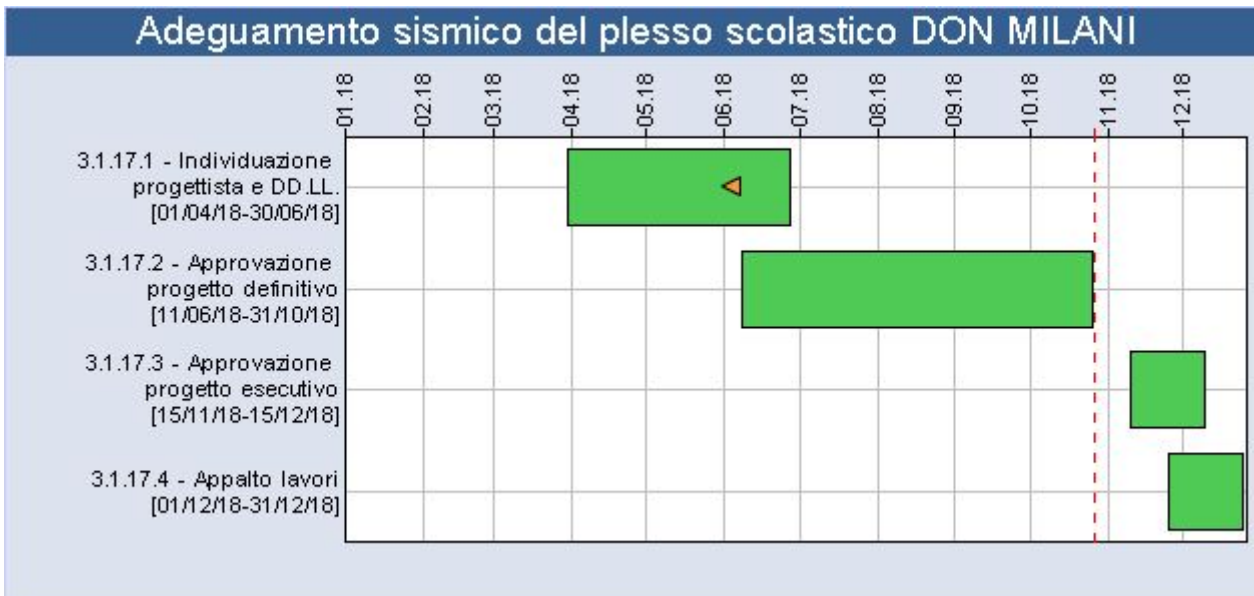 Adeguamento sismico del plesso scolastico DON MILANI
01.18
02.18
03.18
04.18
05.18
06.18
07.18
08.18
09.18
10.18
11.18
12.18
3.1.17.1 - Individuazione
progettista e DD.LL.
[01/04/18-30/06/18]
3.1.17.2 - Approvazione
progetto definitivo
[11/06/18-31/10/18]
3.1.17.3 - Approvazione
progetto esecutivo
[15/11/18-15/12/18]
3.1.17.4 - Appalto lavori
[01/12/18-31/12/18]